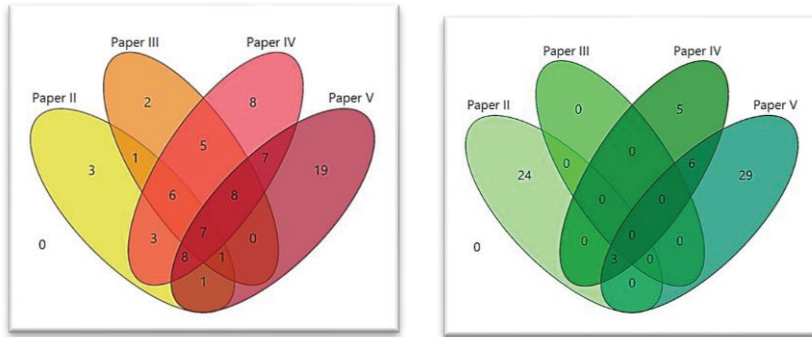 Paper III Paper IV
Paper II Paper V
2 8
3 1 5 7 19
6 8
7
0 3 0
8 1
1
Paper III Paper IV
Paper II Paper V
0 5
24 0 0 6 29
0 0
0
0 0 0
3 0
0